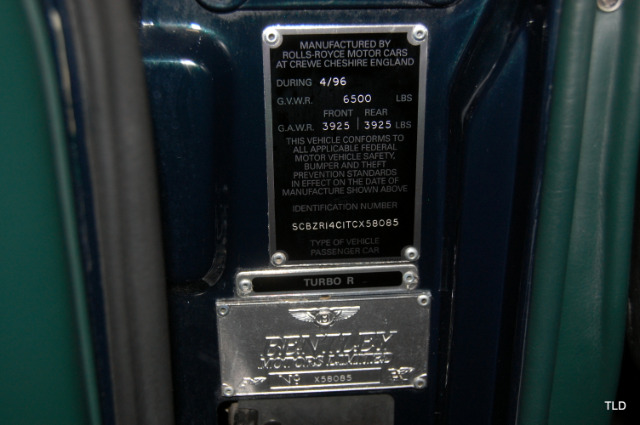 MANUFACTURED BY
ROLLS-ROYCE MOTOR CARS
AT CREWE CHESHIRE ENGLAND
DURING 4/96
G.V.W.R. 6500 LBS
FRONT REAR
G.A.W.R. 3925 3925 LBS
THIS VEHICLE CONFORMS TO
ALL APPLICABLE FEDERAL
MOTOR VEHICLE SAFETY,
BUMPER AND THEFT
PREVENTION STANDARDS
IN EFFECT ON THE DATE OF
MANUFACTURE SHOWN ABOVE
IDENTIFICATION NUMBER
SCBZR14C1TCX58085
TYPE OF VEHICLE
PASSENGER CAR
TURBO R
B
BENTLEY
MOTORS LIMITED
No X58085
TLD